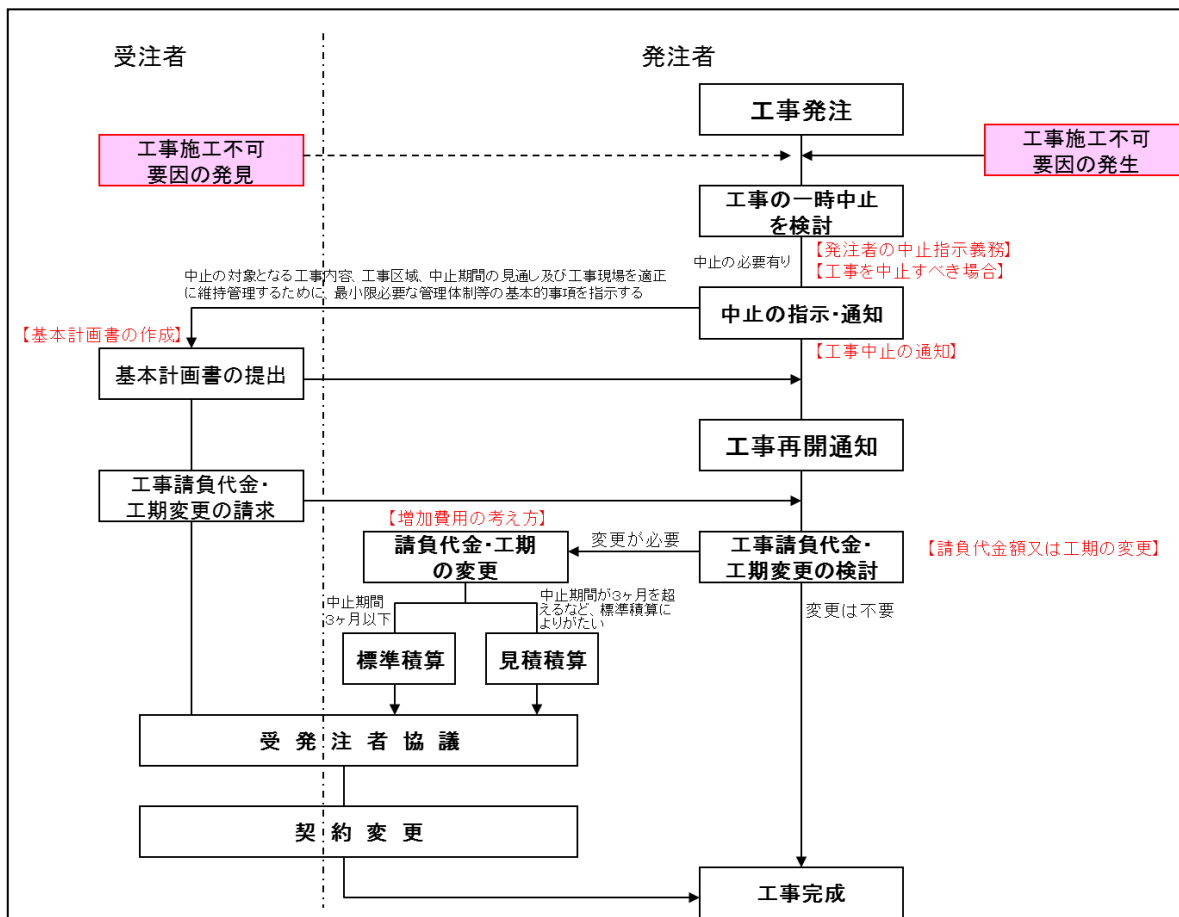 受注者
発注者
工事発注
工事施工不可
要因の発見
工事施工不可
要因の発生
工事の一時中止
を検討
【発注者の中止指示義務】
【工事を中止すべき場合】
中止の必要有り
中止の対象となる工事内容、工事区域、中止期間の見通し及び工事現場を適正
に維持管理するために、最小限必要な管理体制等の基本的事項を指示する
中止の指示・通知
【工事中止の通知】
【基本計画書の作成】
基本計画書の提出
工事再開通知
工事請負代金・
工期変更の請求
【増加費用の考え方】
請負代金・工期
の変更
変更が必要
工事請負代金・
工期変更の検討
【請負代金額又は工期の変更】
中止期間
3ヶ月以下
中止期間が3ヶ月を超
えるなど、標準積算に
よりがたい
変更は不要
標準積算
見積積算
受発注者協議
契約変更
工事完成